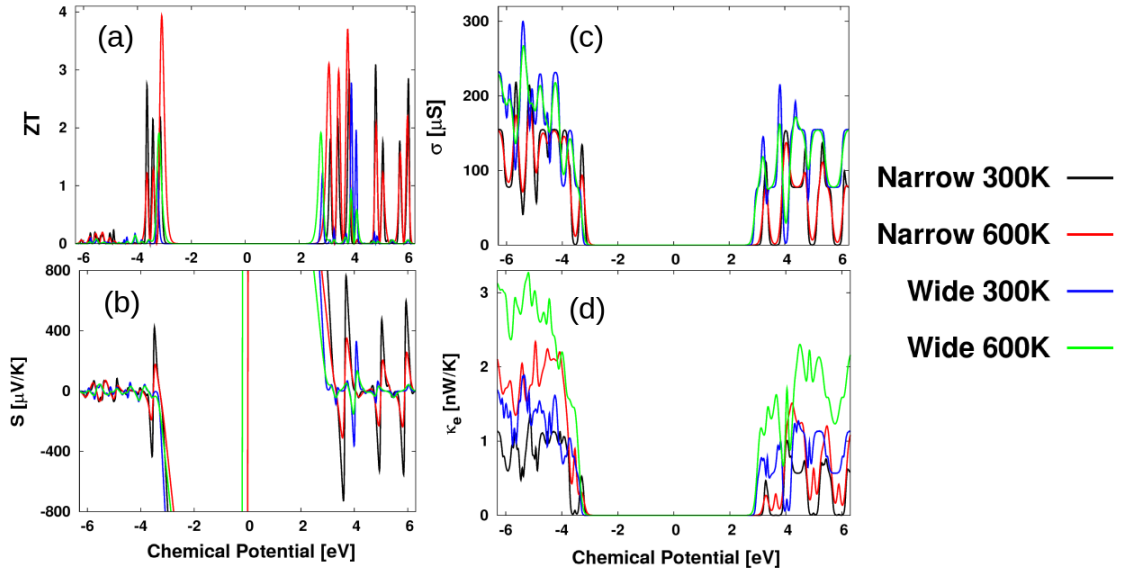 (a)
ZT
4
3
2
1
0
-6 -4 -2 0 2 4 6
(b)
S [μV/K]
800
400
0
-400
-800
-6 -4 -2 0 2 4 6
Chemical Potential [eV]
(c)
σ [μS]
300
200
100
0
-6 -4 -2 0 2 4 6
(d)
κe [nW/K]
3
2
1
0
-6 -4 -2 0 2 4 6
Chemical Potential [eV]
Narrow 300K
Narrow 600K
Wide 300K
Wide 600K